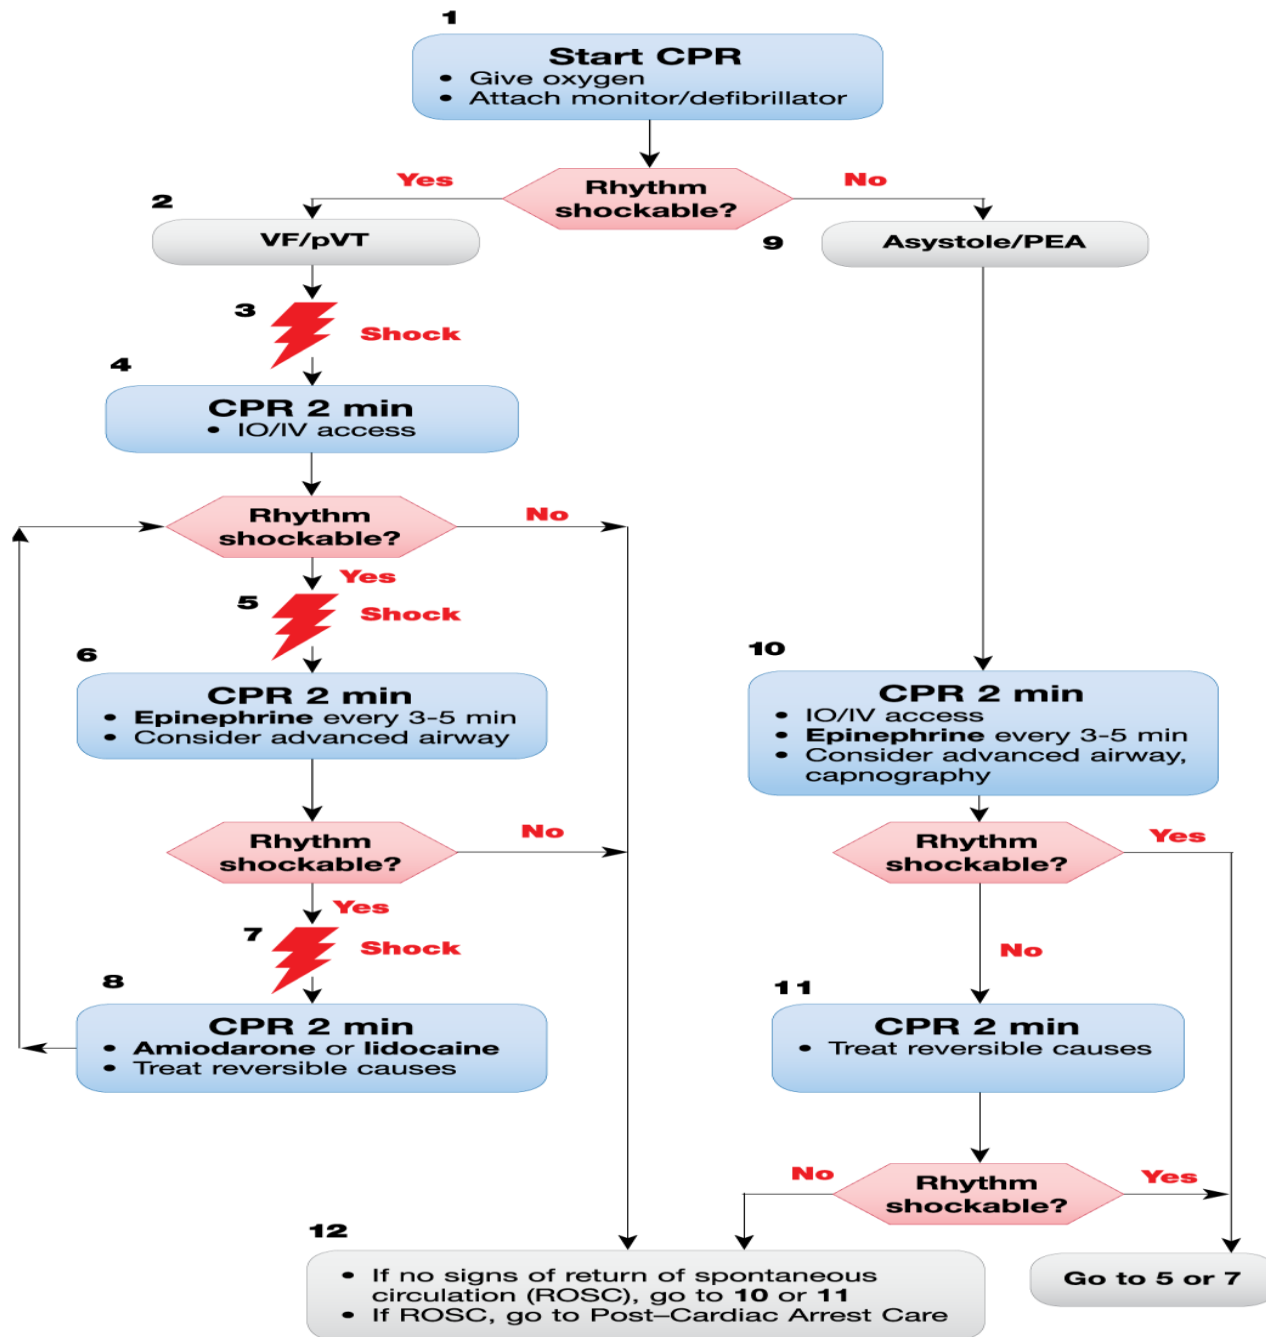 1
Start CPR
• Give oxygen
• Attach monitor/defibrillator
Rhythm
shockable?
Yes
No
2
VF/pVT
9
Asystole/PEA
3
Shock
4
CPR 2 min
• IO/IV access
Rhythm
shockable?
No
Yes
5
Shock
6
CPR 2 min
• Epinephrine every 3-5 min
• Consider advanced airway
Rhythm
shockable?
No
Yes
7
Shock
8
CPR 2 min
• Amiodarone or lidocaine
• Treat reversible causes
10
CPR 2 min
• IO/IV access
• Epinephrine every 3-5 min
• Consider advanced airway,
capnography
Rhythm
shockable?
Yes
No
11
CPR 2 min
• Treat reversible causes
Rhythm
shockable?
No
Yes
12
• If no signs of return of spontaneous
circulation (ROSC), go to 10 or 11
• If ROSC, go to Post–Cardiac Arrest Care
Go to 5 or 7